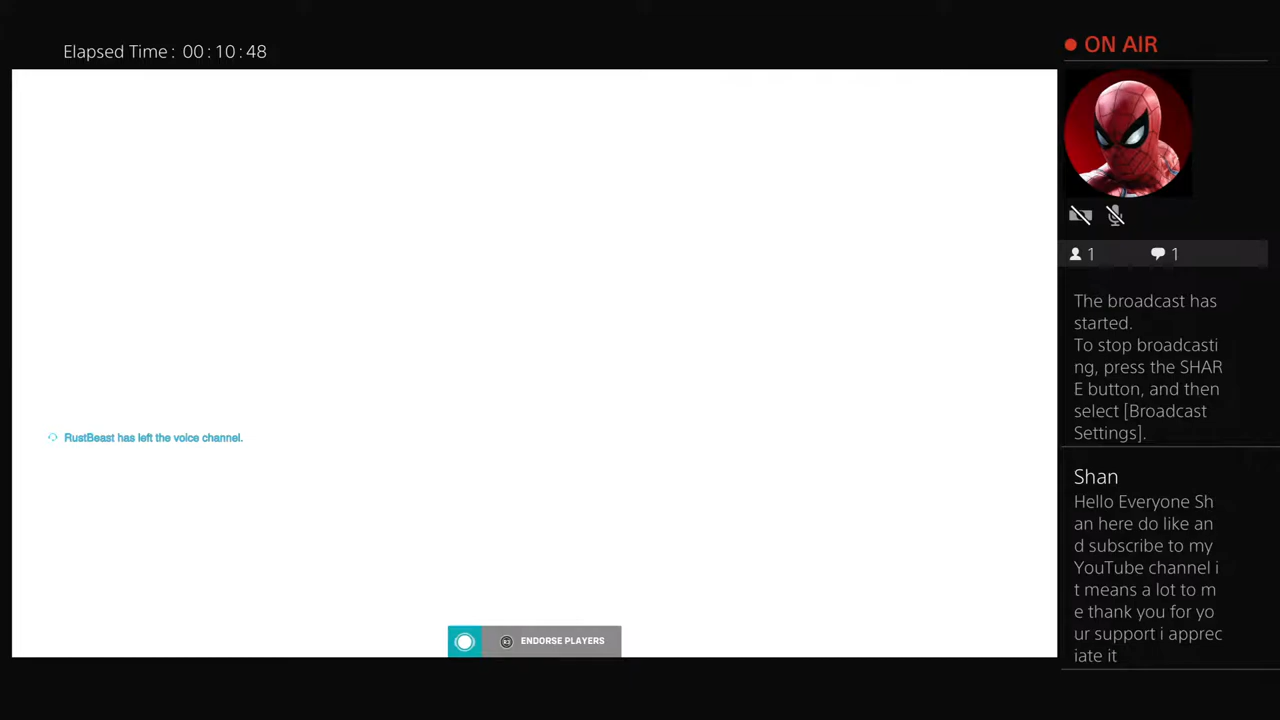 Elapsed Time: 00:10:48
ON AIR
1 1
The broadcast has
started.
To stop broadcasti
ng, press the SHAR
E button, and then
select [Broadcast
Settings].
Shan
Hello Everyone Sh
an here do like an
d subscribe to my
YouTube channel i
t means a lot to m
e thank you for yo
ur support i apprec
iate it
RustBeast has left the voice channel.
R3 ENDORSE PLAYERS